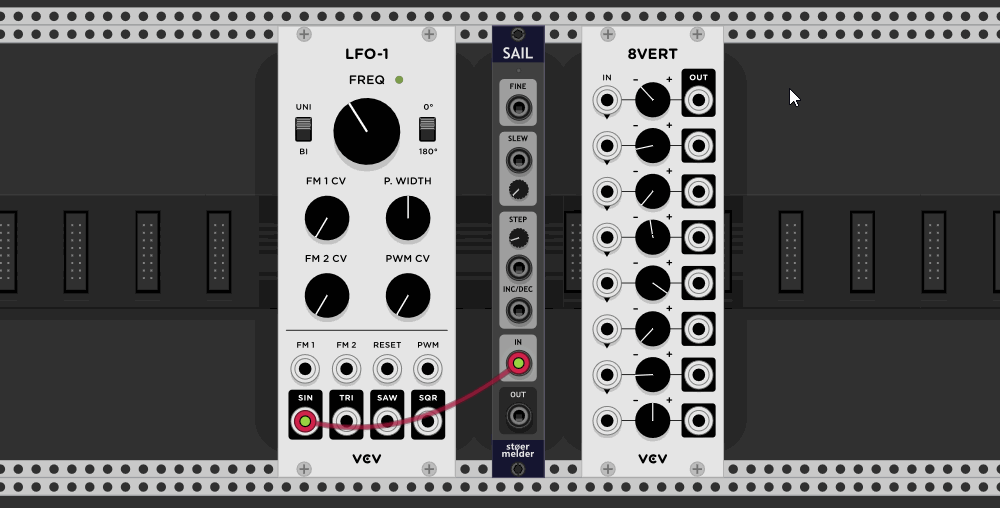 LFO-1
FREQ
UNI
BI
0°
180°
FM 1 CV
P. WIDTH
FM 2 CV
PWM CV
FM 1
FM 2
RESET
PWM
SIN
TRI
SAW
SQR
VCV
SAIL
FINE
SLEW
STEP
INC/DEC
IN
OUT
støer
melder
8VERT
IN
OUT
- +
- +
- +
- +
- +
- +
- +
- +
VCV